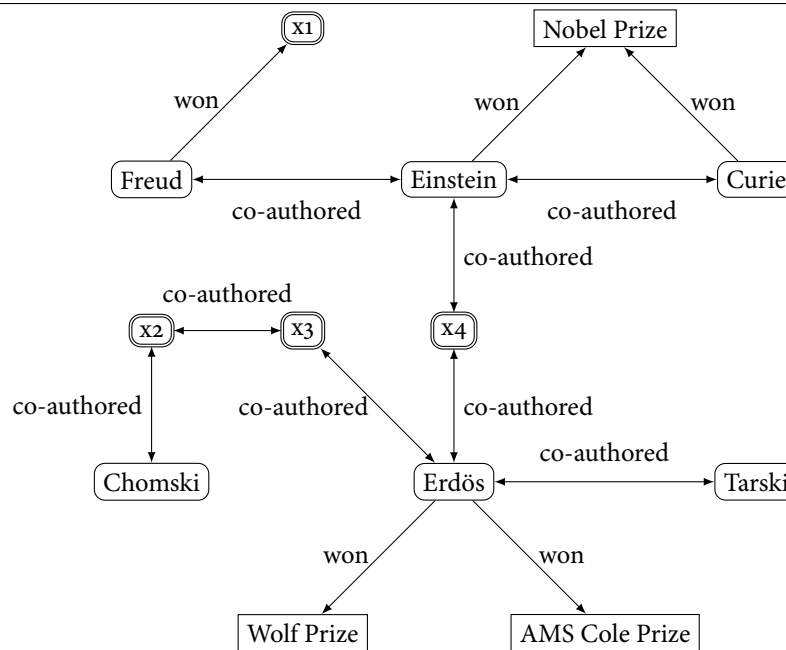 x1
Nobel Prize
won
won
won
Freud
Einstein
Curie
co-authored
co-authored
co-authored
co-authored
x2
x3
x4
co-authored
co-authored
co-authored
co-authored
Chomski
Erdös
Tarski
won
won
Wolf Prize
AMS Cole Prize